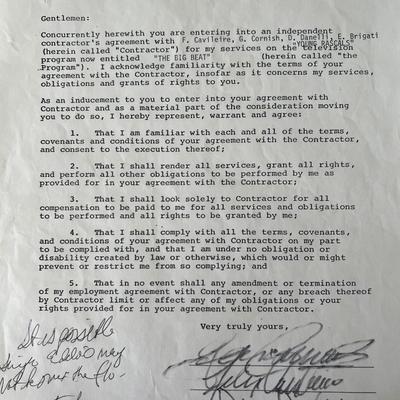 Gentlemen:
Concurrently herewith you are entering into an independent
contractor's agreement with F. Cavileire, G. Cornish, D. Danelli, E. Brigati
"YOUNG RASCALS"
(herein called "Contractor") for my services on the television
program now entitled "THE BIG BEAT" (herein called "the
Program"). I acknowledge familiarity with the terms of your
agreement with the Contractor, insofar as it concerns my services,
obligations and grants of rights to you.
As an inducement to you to enter into your agreement with
Contractor and as a material part of the consideration moving
you to do so, I hereby represent, warrant and agree:
1. That I am familiar with each and all of the terms,
covenants and conditions of your agreement with the Contractor,
and consent to the execution thereof;
2. That I shall render all services, grant all rights,
and perform all other obligations to be performed by me as
provided for in your agreement with the Contractor;
3. That I shall look solely to Contractor for all
compensation to be paid to me for all services and obligations
to be performed and all rights to be granted by me;
4. That I shall comply with all the terms, covenants,
and conditions of your agreement with Contractor on my part
to be complied with, and that I am under no obligation or
disability created by law or otherwise, which would or might
prevent or restrict me from so complying; and
5. That in no event shall any amendment or termination
of my employment agreement with Contractor, or any breach thereof
by Contractor limit or affect any of my obligations or your
rights provided for in your agreement with Contractor.
Very truly yours,
It is possible